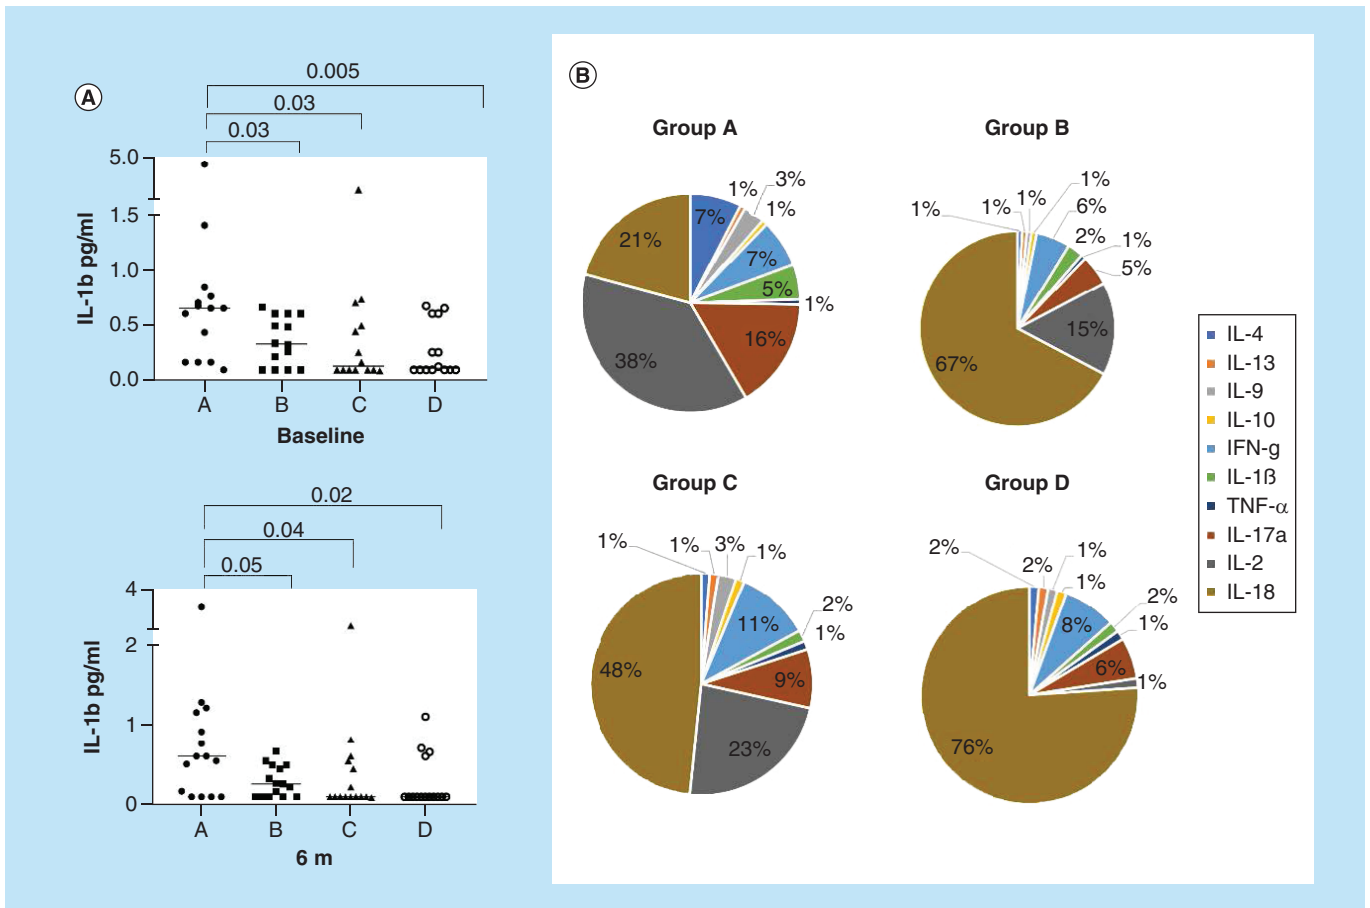 A
0.005
0.03
0.03
5.0
1.5
1.0
0.5
0.0
IL-1b pg/ml
A B C D
Baseline
0.02
0.04
0.05
4
2
1
0
IL-1b pg/ml
A B C D
6 m
B
Group A
7%
1%
3%
1%
7%
5%
1%
16%
38%
21%
Group B
1%
1%
1%
1%
6%
2%
1%
5%
15%
67%
Group C
1%
1%
3%
1%
11%
2%
1%
9%
23%
48%
Group D
2%
2%
1%
1%
8%
2%
1%
6%
1%
76%
IL-4
IL-13
IL-9
IL-10
IFN-g
IL-1ß
TNF-α
IL-17a
IL-2
IL-18